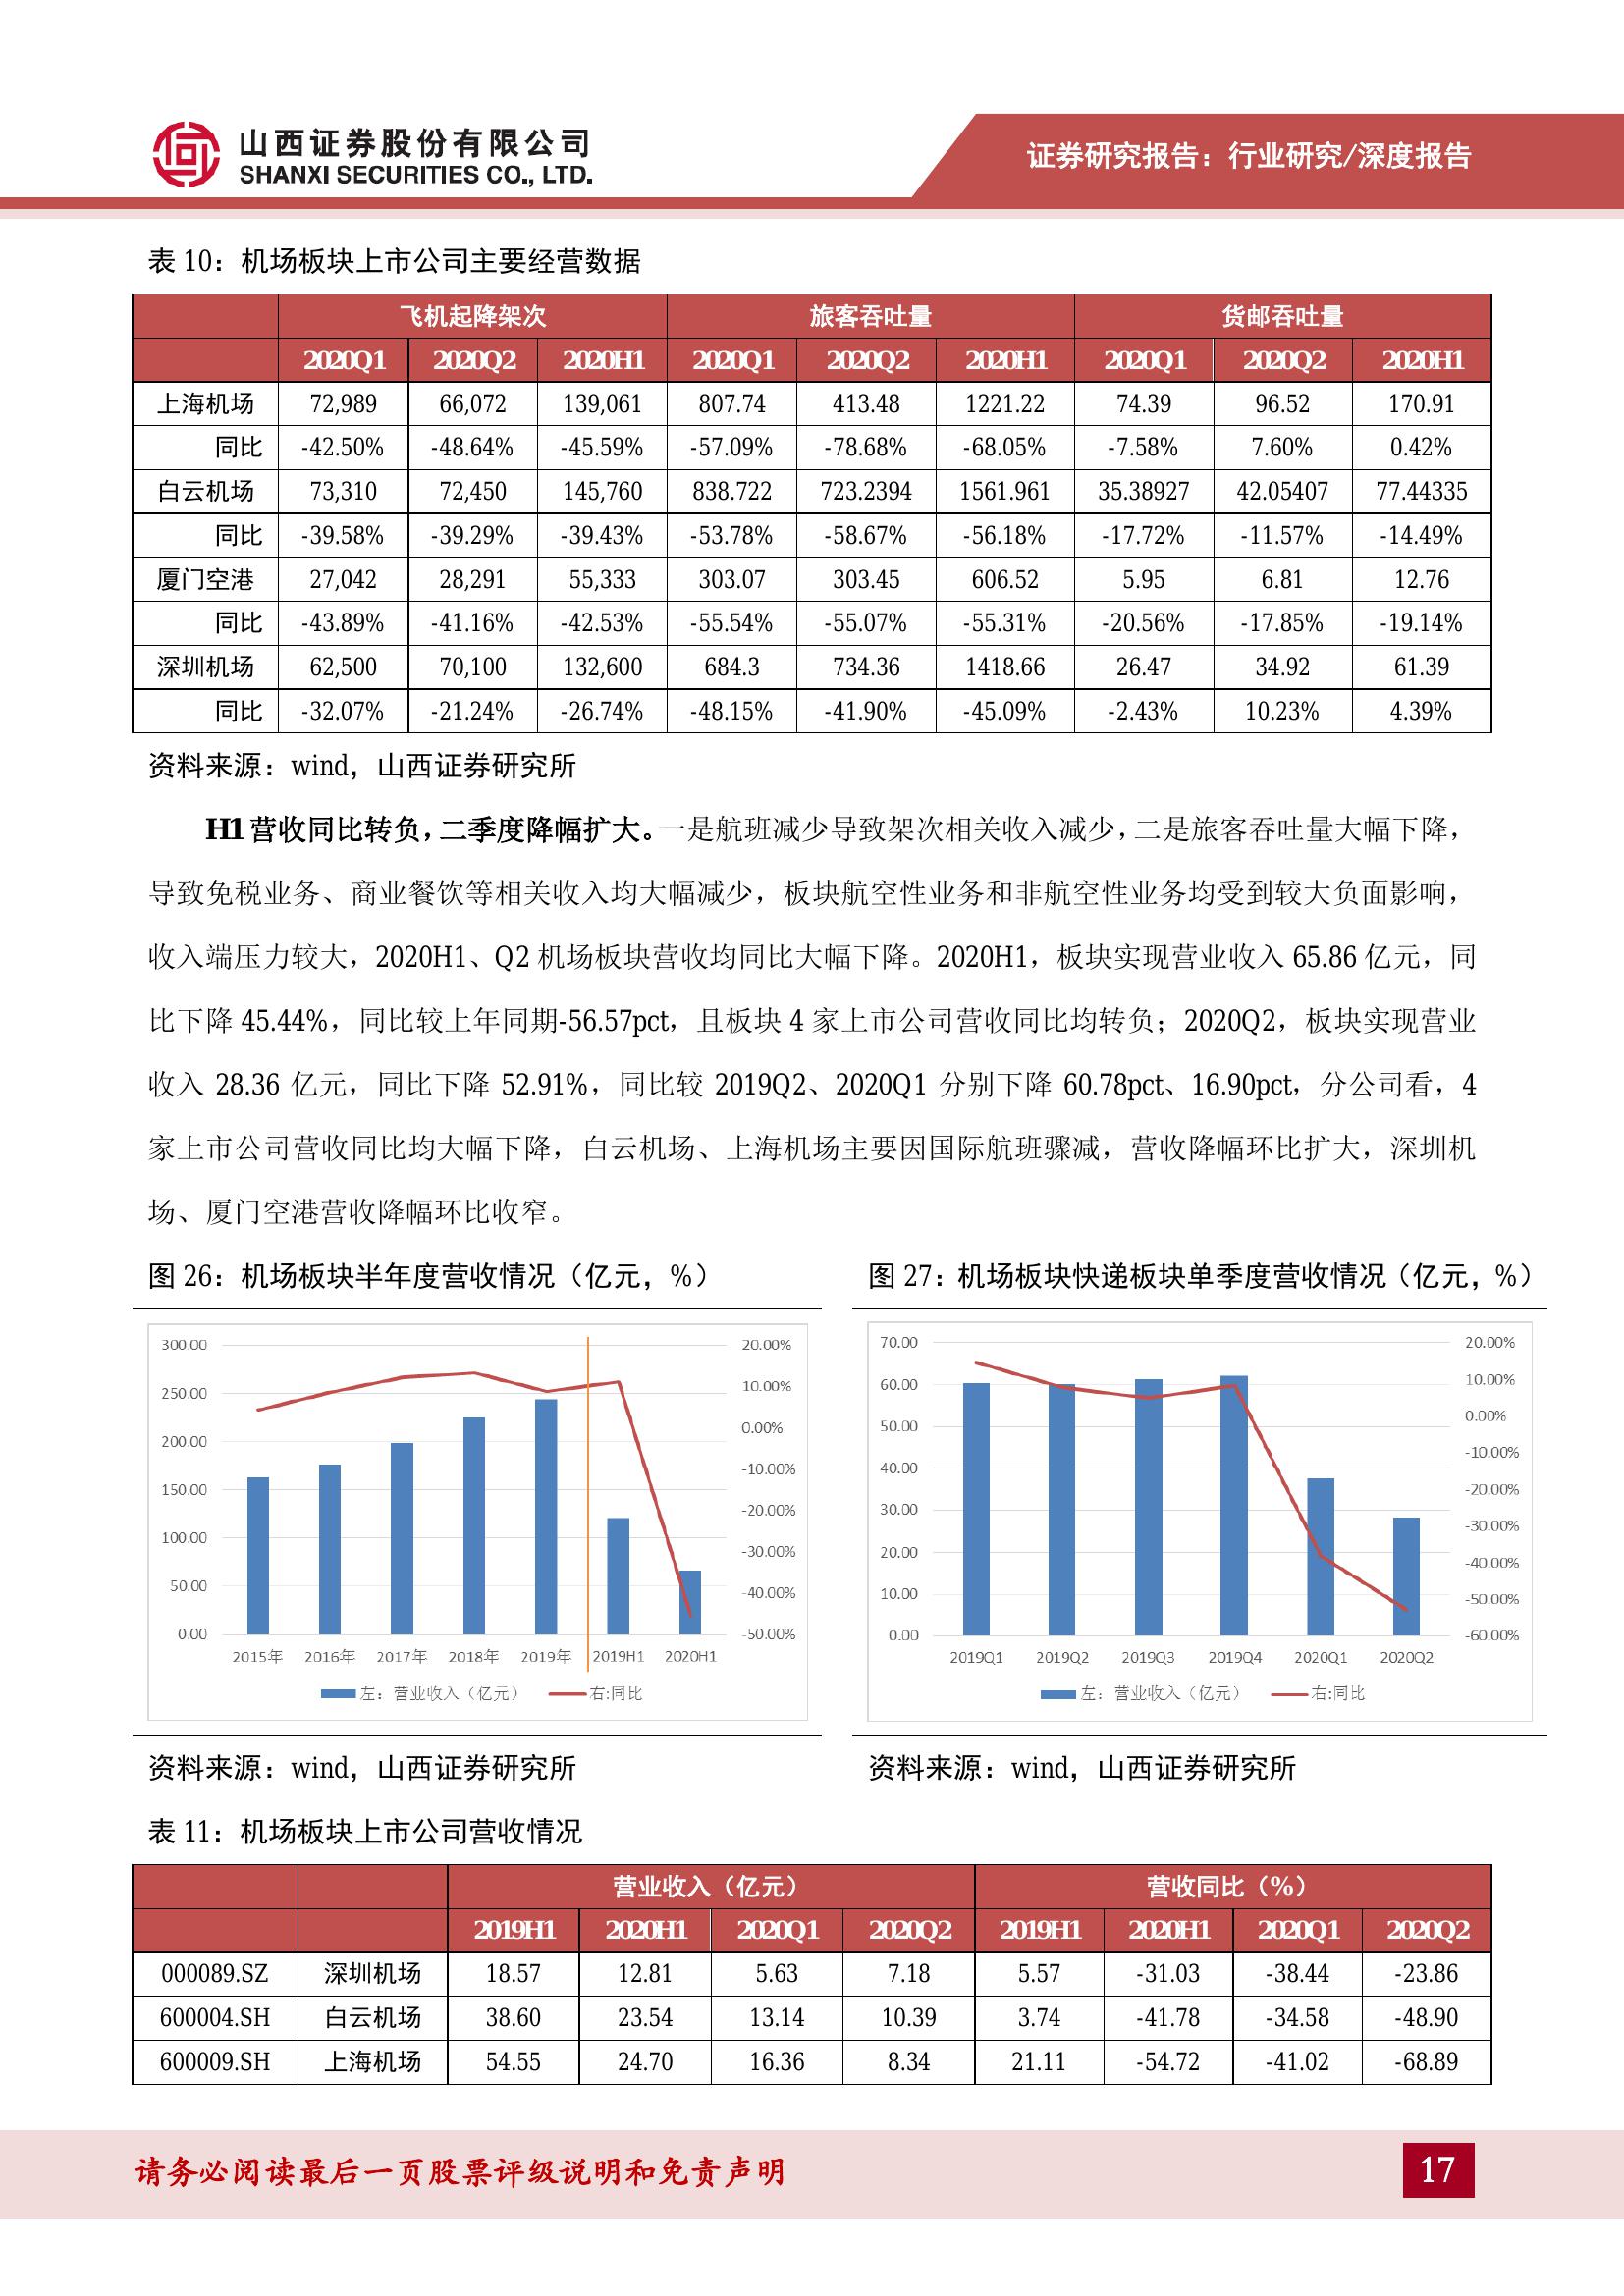 山西证券股份有限公司
SHANXI SECURITIES CO., LTD.
证券研究报告：行业研究/深度报告
表 10：机场板块上市公司主要经营数据
飞机起降架次 旅客吞吐量 货邮吞吐量
2020Q1 2020Q2 2020H1 2020Q1 2020Q2 2020H1 2020Q1 2020Q2 2020H1
上海机场 72,989 66,072 139,061 807.74 413.48 1221.22 74.39 96.52 170.91
同比 -42.50% -48.64% -45.59% -57.09% -78.68% -68.05% -7.58% 7.60% 0.42%
白云机场 73,310 72,450 145,760 838.722 723.2394 1561.961 35.38927 42.05407 77.44335
同比 -39.58% -39.29% -39.43% -53.78% -58.67% -56.18% -17.72% -11.57% -14.49%
厦门空港 27,042 28,291 55,333 303.07 303.45 606.52 5.95 6.81 12.76
同比 -43.89% -41.16% -42.53% -55.54% -55.07% -55.31% -20.56% -17.85% -19.14%
深圳机场 62,500 70,100 132,600 684.3 734.36 1418.66 26.47 34.92 61.39
同比 -32.07% -21.24% -26.74% -48.15% -41.90% -45.09% -2.43% 10.23% 4.39%
资料来源：wind，山西证券研究所
H1 营收同比转负，二季度降幅扩大。一是航班减少导致架次相关收入减少，二是旅客吞吐量大幅下降，
导致免税业务、商业餐饮等相关收入均大幅减少，板块航空性业务和非航空性业务均受到较大负面影响，
收入端压力较大，2020H1、Q2 机场板块营收均同比大幅下降。2020H1，板块实现营业收入 65.86 亿元，同
比下降 45.44%，同比较上年同期-56.57pct，且板块 4 家上市公司营收同比均转负；2020Q2，板块实现营业
收入 28.36 亿元，同比下降 52.91%，同比较 2019Q2、2020Q1 分别下降 60.78pct、16.90pct，分公司看，4
家上市公司营收同比均大幅下降，白云机场、上海机场主要因国际航班骤减，营收降幅环比扩大，深圳机
场、厦门空港营收降幅环比收窄。
图 26：机场板块半年度营收情况（亿元，%）
300.00 20.00%
250.00 10.00%
200.00 0.00%
150.00 -10.00%
100.00 -20.00%
50.00 -30.00%
0.00 -40.00%
-50.00%
2015年 2016年 2017年 2018年 2019年 2019H1 2020H1
左：营业收入（亿元） 右:同比
资料来源：wind，山西证券研究所
图 27：机场板块快递板块单季度营收情况（亿元，%）
70.00 20.00%
60.00 10.00%
50.00 0.00%
40.00 -10.00%
30.00 -20.00%
20.00 -30.00%
10.00 -40.00%
0.00 -50.00%
-60.00%
2019Q1 2019Q2 2019Q3 2019Q4 2020Q1 2020Q2
左：营业收入（亿元） 右:同比
资料来源：wind，山西证券研究所
表 11：机场板块上市公司营收情况
营业收入（亿元） 营收同比（%）
2019H1 2020H1 2020Q1 2020Q2 2019H1 2020H1 2020Q1 2020Q2
000089.SZ 深圳机场 18.57 12.81 5.63 7.18 5.57 -31.03 -38.44 -23.86
600004.SH 白云机场 38.60 23.54 13.14 10.39 3.74 -41.78 -34.58 -48.90
600009.SH 上海机场 54.55 24.70 16.36 8.34 21.11 -54.72 -41.02 -68.89
请务必阅读最后一页股票评级说明和免责声明
17